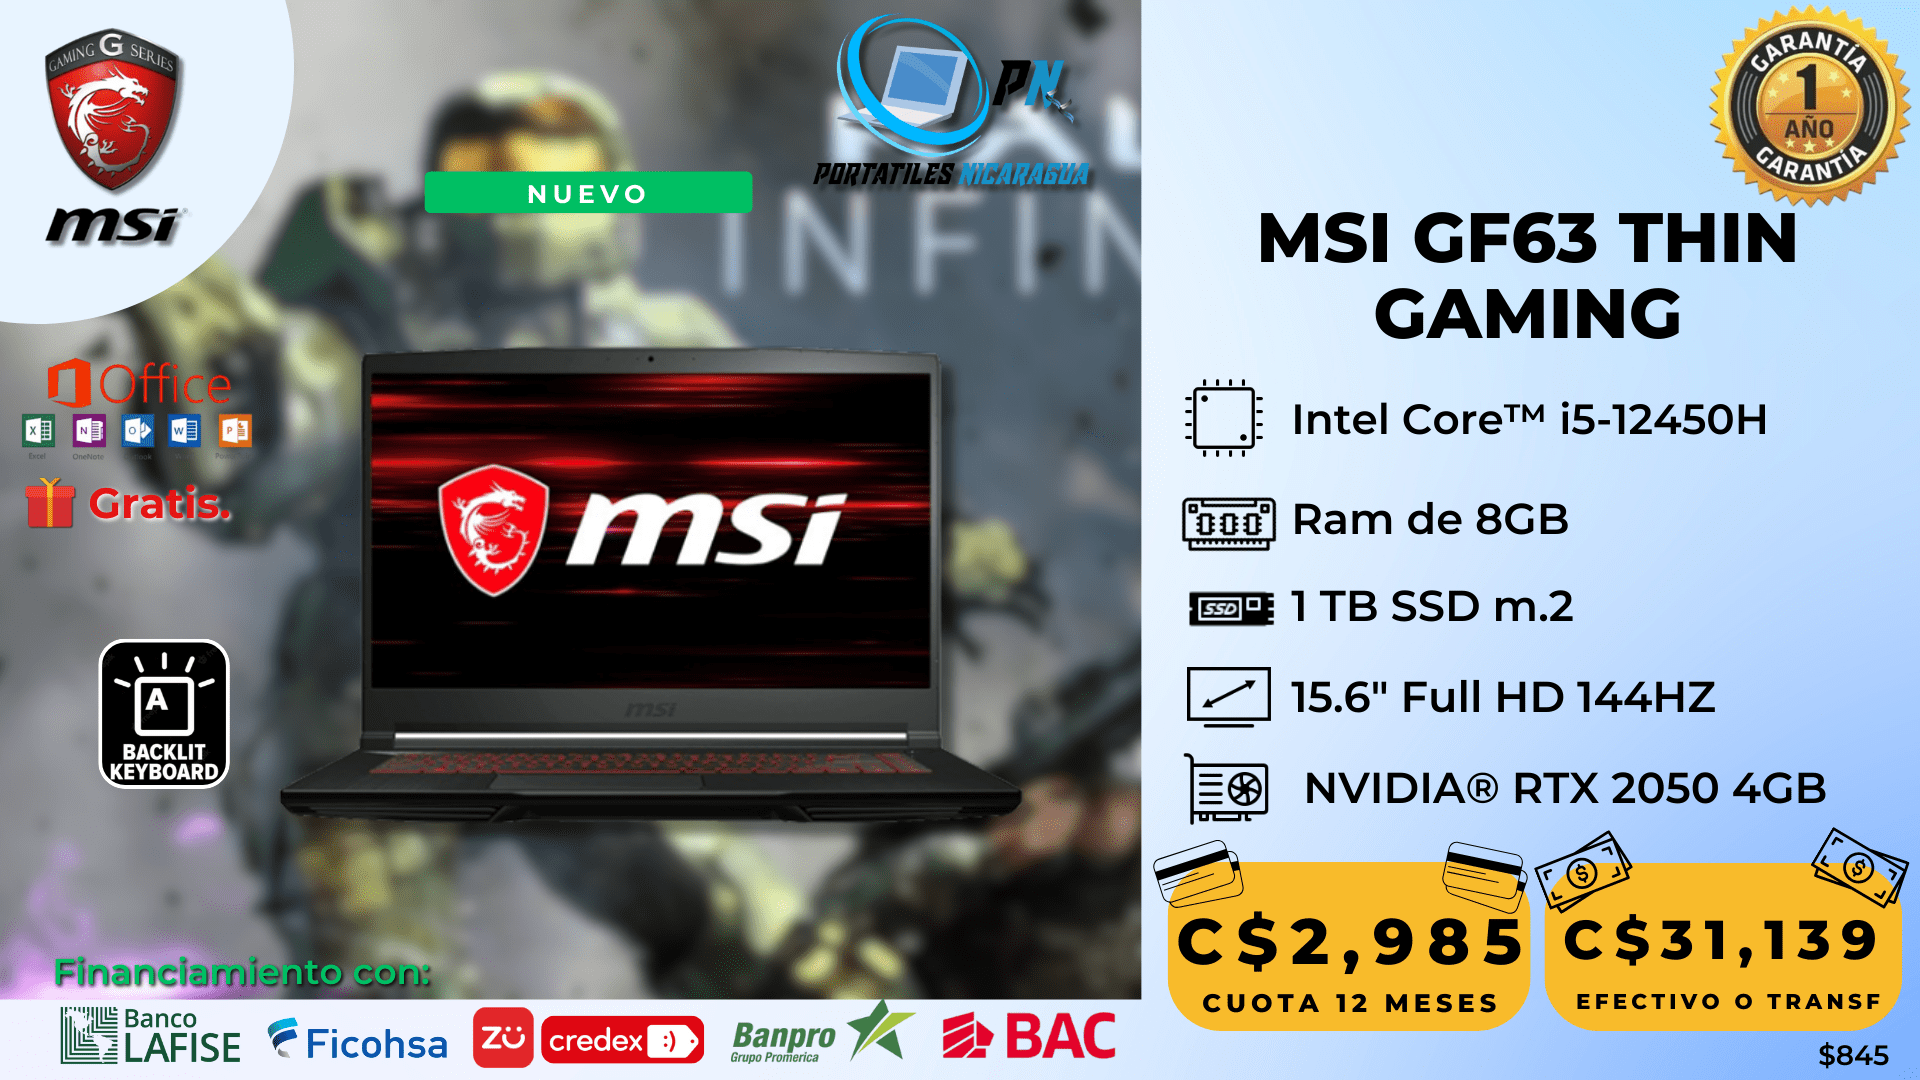 GAMING G SERIES
msi
NUEVO
PN
PORTATILES NICARAGUA
INFIN
GARANTÍA
1
AÑO
GARANTÍA
MSI GF63 THIN
GAMING
Office
Excel
OneNote
Gratis.
msi
msi
A
BACKLIT
KEYBOARD
Intel Core™ i5-12450H
Ram de 8GB
SSD
1 TB SSD m.2
15.6" Full HD 144HZ
NVIDIA® RTX 2050 4GB
C$2,985
CUOTA 12 MESES
C$31,139
EFECTIVO O TRANSF
$845
Financiamiento con:
Banco
LAFISE
Ficohsa
zü
credex
Banpro
Grupo Promerica
BAC